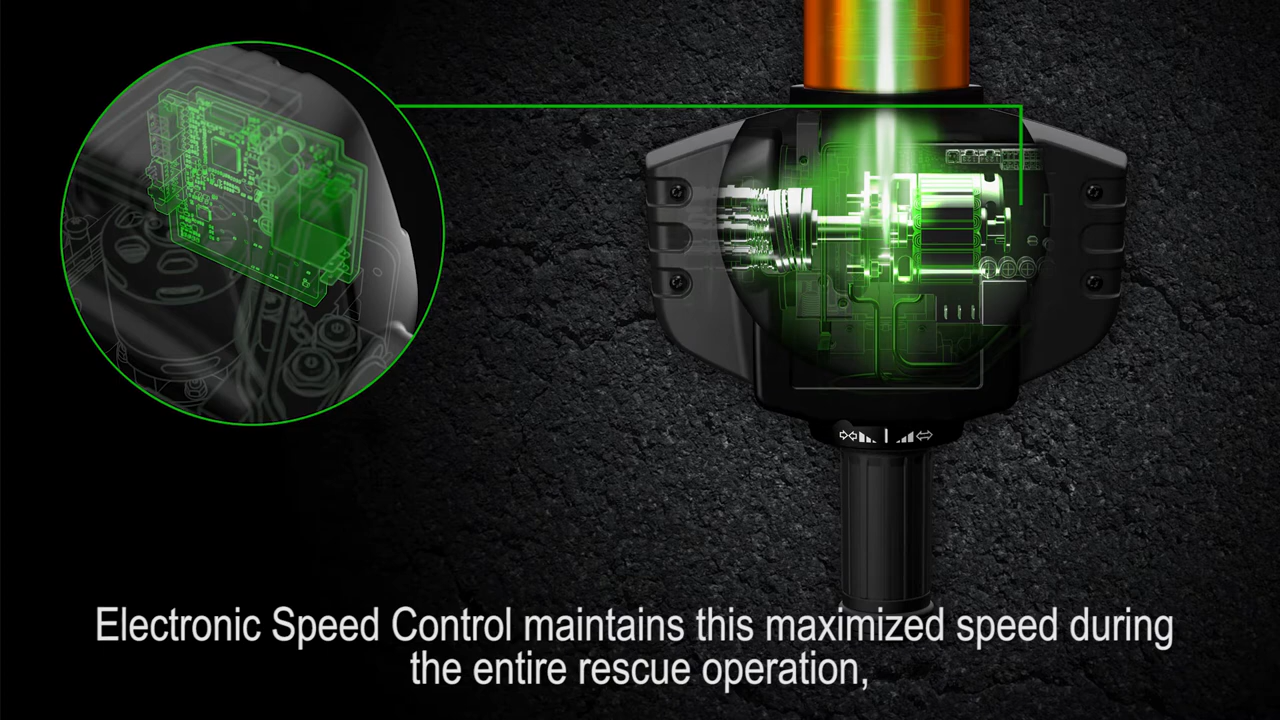 Electronic Speed Control maintains this maximized speed during
the entire rescue operation,